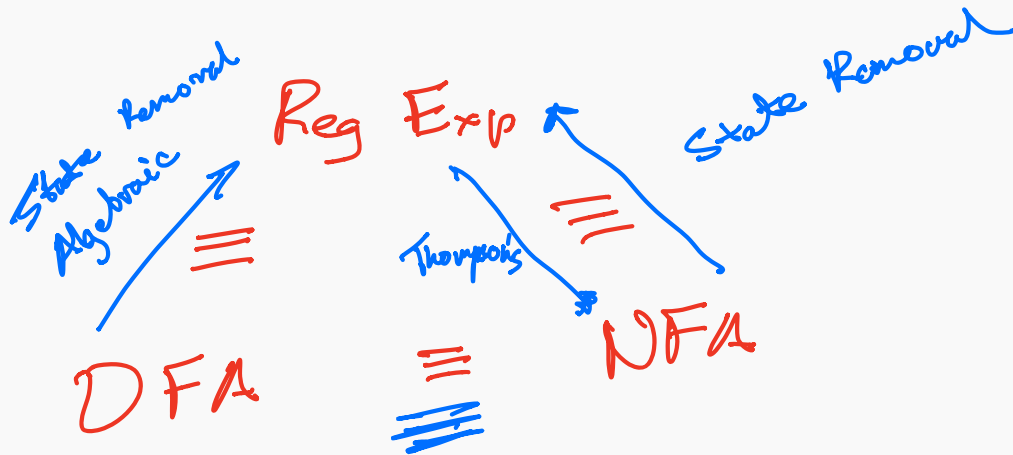 State Removal
Algebraic
Reg Exp
State Removal
≡
≡
Thompson's
DFA
≡
NFA
≡